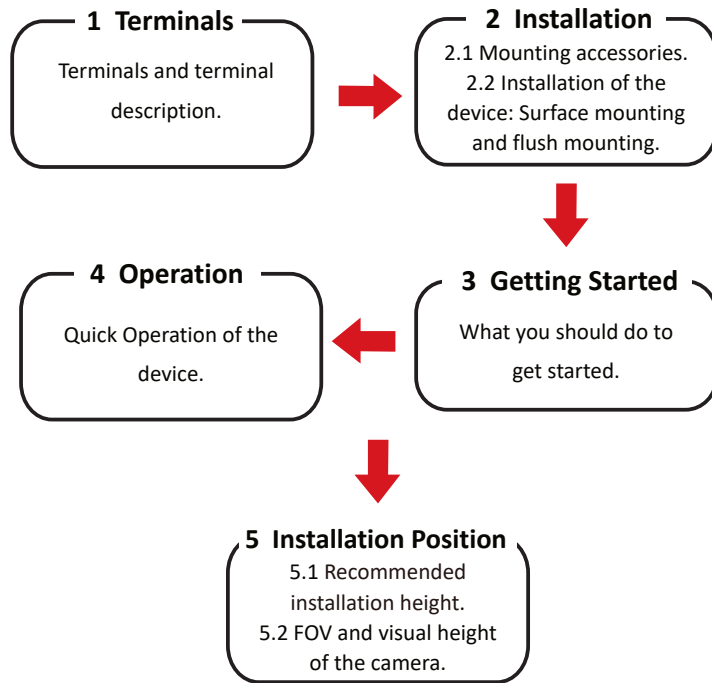 1 Terminals
Terminals and terminal
description.
2 Installation
2.1 Mounting accessories.
2.2 Installation of the
device: Surface mounting
and flush mounting.
3 Getting Started
What you should do to
get started.
4 Operation
Quick Operation of the
device.
5 Installation Position
5.1 Recommended
installation height.
5.2 FOV and visual height
of the camera.